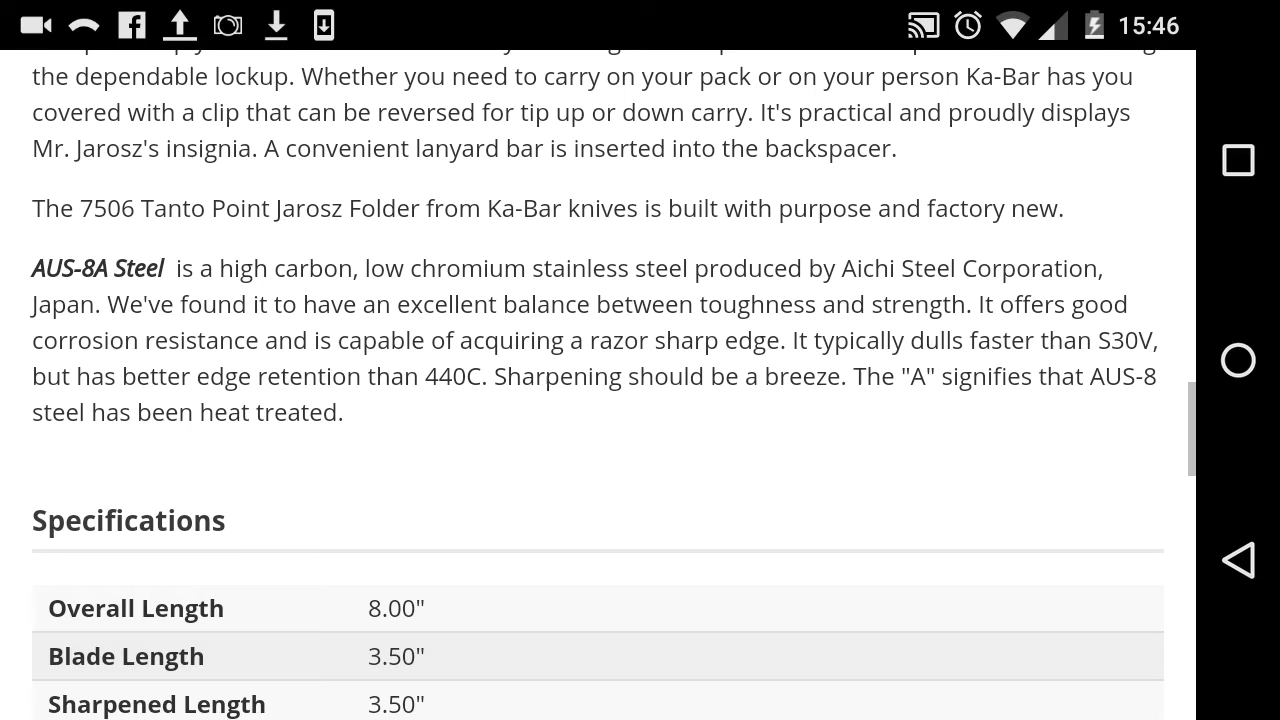 15:46
the dependable lockup. Whether you need to carry on your pack or on your person Ka-Bar has you
covered with a clip that can be reversed for tip up or down carry. It's practical and proudly displays
Mr. Jarosz's insignia. A convenient lanyard bar is inserted into the backspacer.
The 7506 Tanto Point Jarosz Folder from Ka-Bar knives is built with purpose and factory new.
AUS-8A Steel is a high carbon, low chromium stainless steel produced by Aichi Steel Corporation,
Japan. We've found it to have an excellent balance between toughness and strength. It offers good
corrosion resistance and is capable of acquiring a razor sharp edge. It typically dulls faster than S30V,
but has better edge retention than 440C. Sharpening should be a breeze. The "A" signifies that AUS-8
steel has been heat treated.
Specifications
Overall Length 8.00"
Blade Length 3.50"
Sharpened Length 3.50"